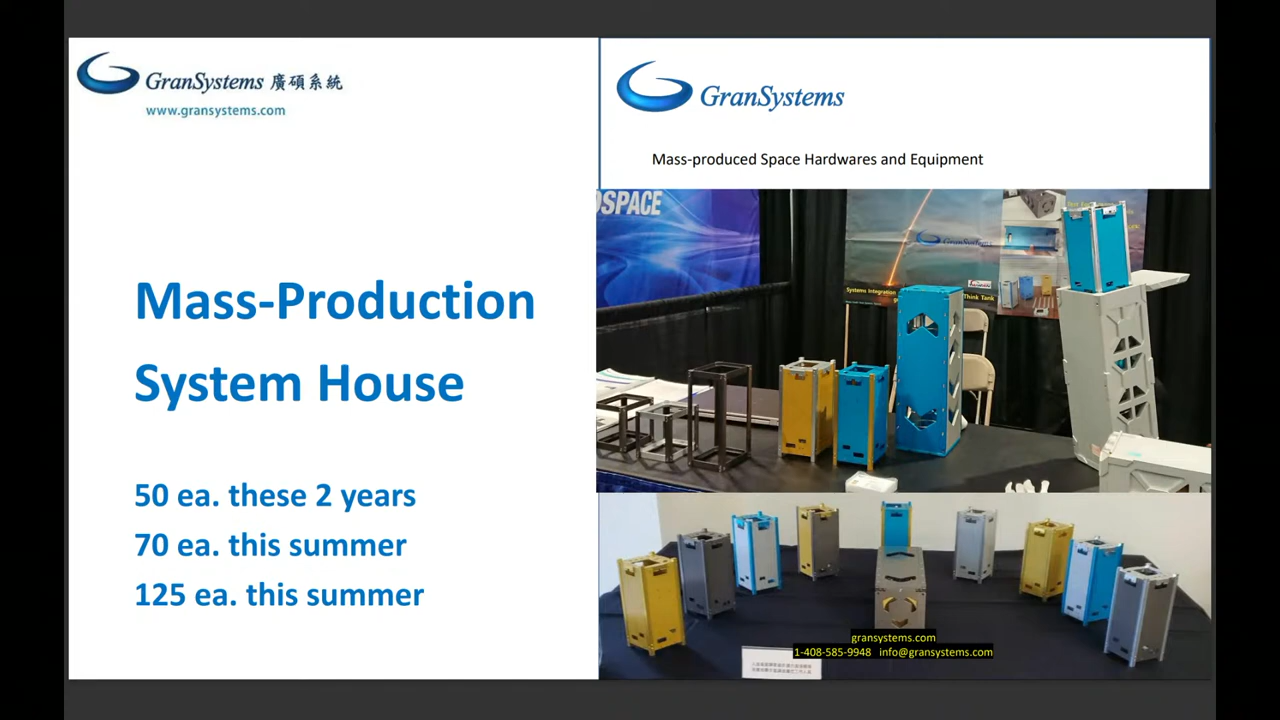 GranSystems 廣碩系統
www.gransystems.com
Mass-Production
System House
50 ea. these 2 years
70 ea. this summer
125 ea. this summer
GranSystems
Mass-produced Space Hardwares and Equipment
OSPACE
GranSystems
Systems Integration
Think Tank
gransystems.com
1-408-585-9948 info@gransystems.com